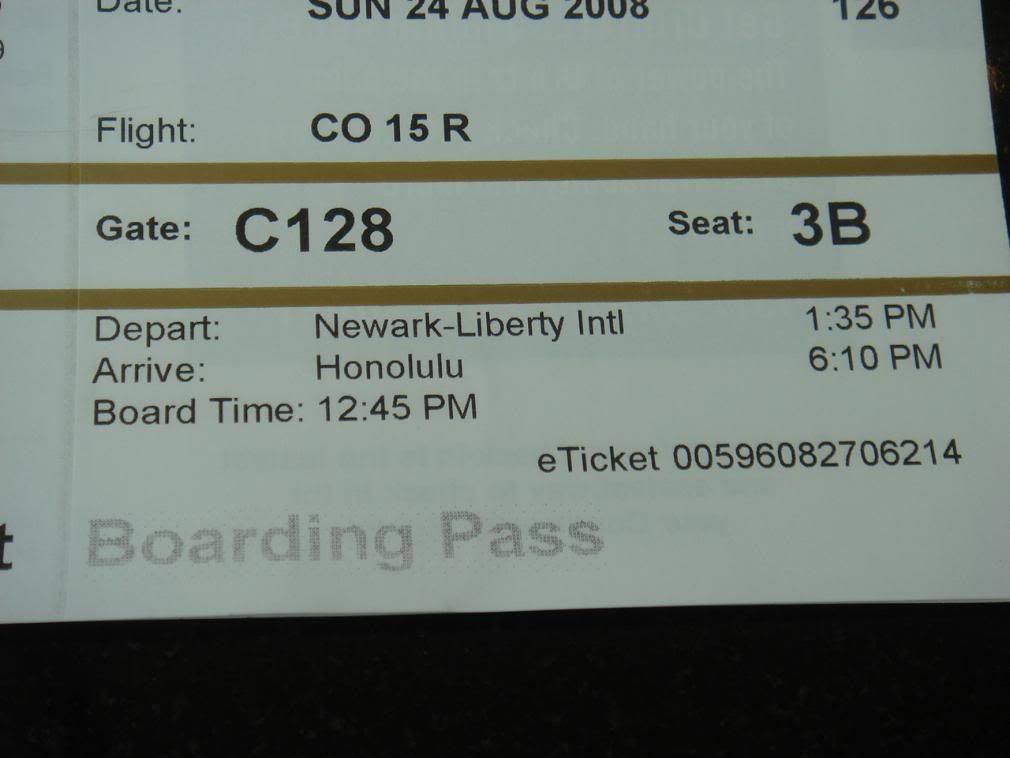 Date: SUN 24 AUG 2008 126
Flight: CO 15 R
Gate: C128 Seat: 3B
Depart: Newark-Liberty Intl 1:35 PM
Arrive: Honolulu 6:10 PM
Board Time: 12:45 PM
eTicket 00596082706214
Boarding Pass